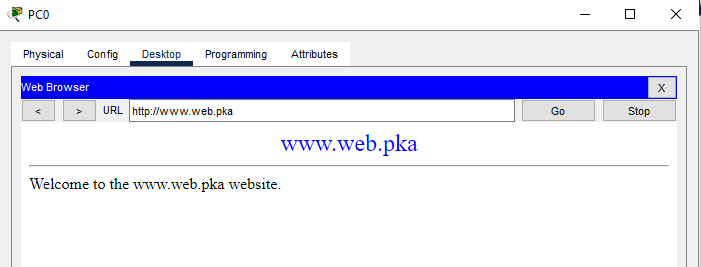 PC0
Physical Config Desktop Programming Attributes
Web Browser X
< > URL http://www.web.pka Go Stop
www.web.pka
Welcome to the www.web.pka website.